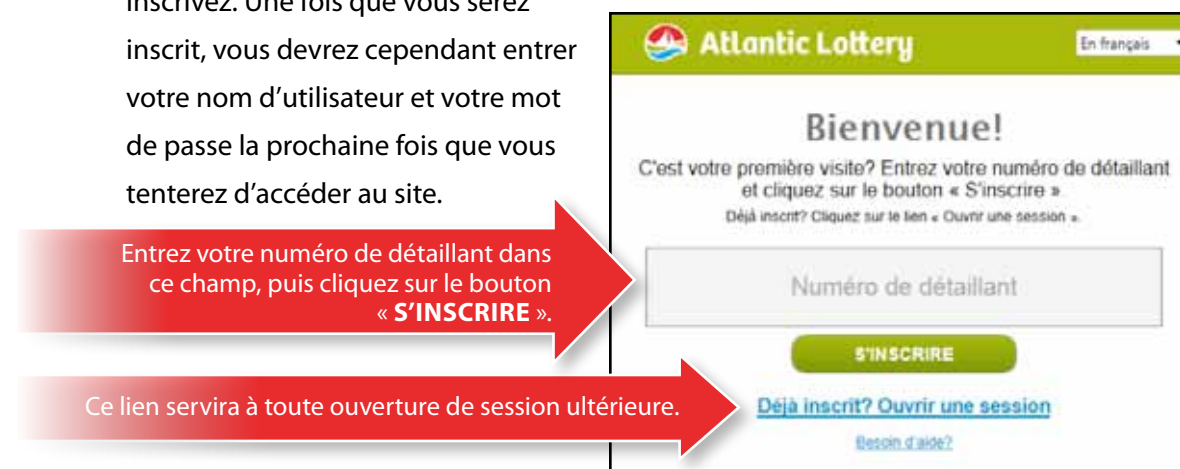 inscrivez. Une fois que vous serez
inscrit, vous devrez cependant entrer
votre nom d'utilisateur et votre mot
de passe la prochaine fois que vous
tenterez d'accéder au site.
Entrez votre numéro de détaillant dans
ce champ, puis cliquez sur le bouton
« S'INSCRIRE ».
Ce lien servira à toute ouverture de session ultérieure.
Atlantic Lottery
En français
Bienvenue!
C'est votre première visite? Entrez votre numéro de détaillant
et cliquez sur le bouton « S'inscrire »
Déjà inscrit? Cliquez sur le lien « Ouvrir une session ».
Numéro de détaillant
S'INSCRIRE
Déjà inscrit? Ouvrir une session
Besoin d'aide?